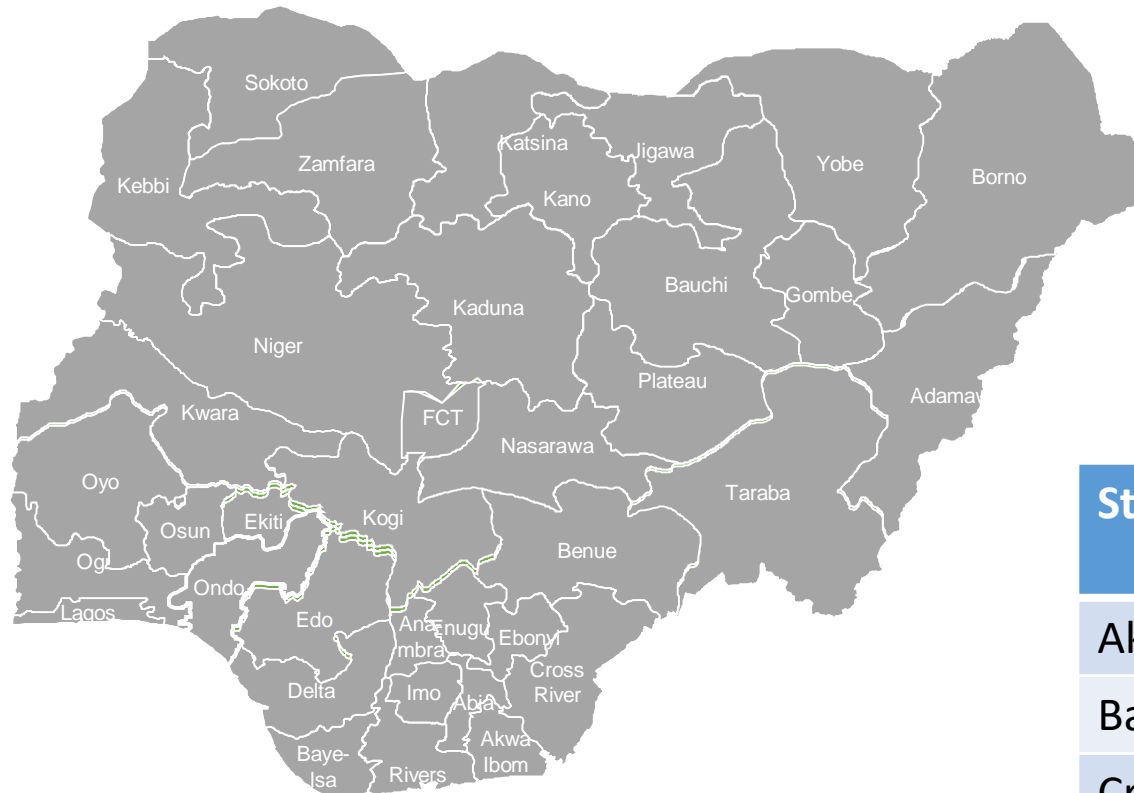 Sokoto
Katsina
Jigawa
Zamfara
Yobe
Kebbi
Borno
Kano
Bauchi
Gombe
Kaduna
Niger
Plateau
Adamav
Kwara
FCT
Nasarawa
Oyo
Taraba
St
Osun
Ekiti
Kogi
Benue
Og
Ondo
Lagos
Edo
Ana
mbra
Enugu
Ebonyi
Ak
Cross
River
Delta
Imo
Abia
Ba
Akwa
Ibom
Baye-
lsa
Rivers
Cr